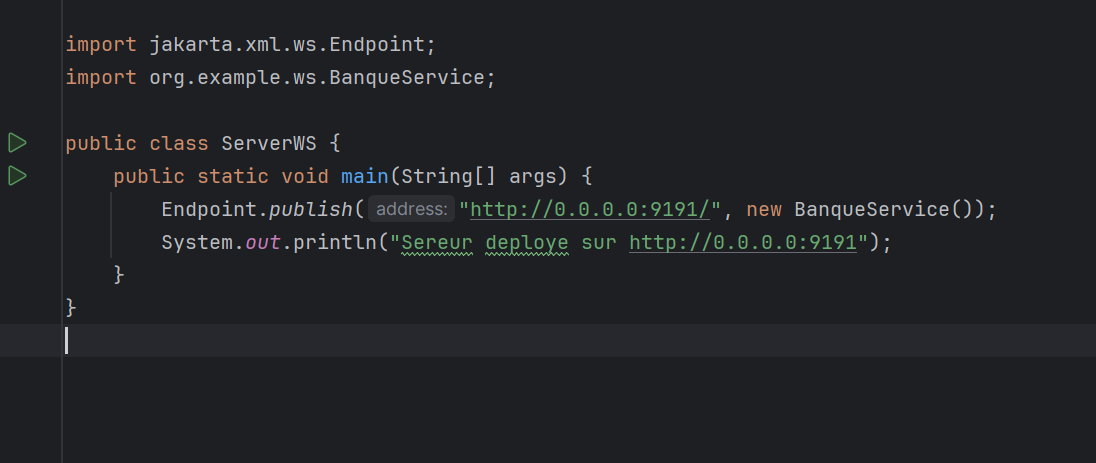 import jakarta.xml.ws.Endpoint;
import org.example.ws.BanqueService;
public class ServerWS {
public static void main(String[] args) {
Endpoint.publish( address: "http://0.0.0.0:9191/", new BanqueService());
System.out.println("Sereur deploye sur http://0.0.0.0:9191");
}
}